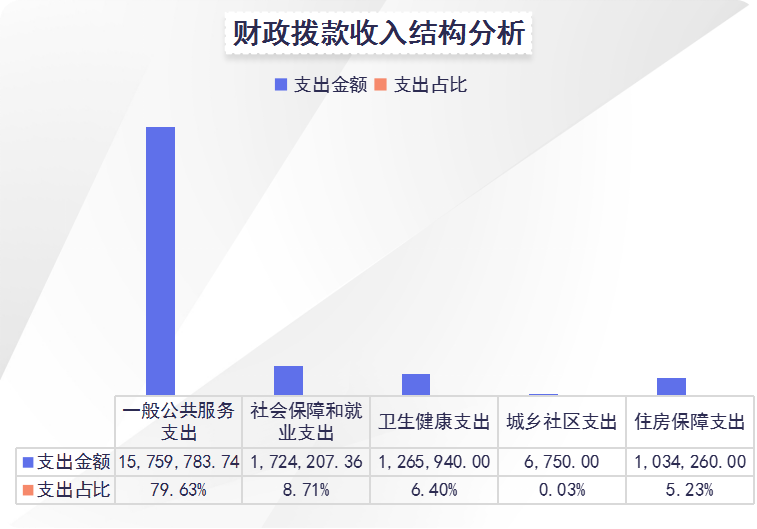 财政拨款收入结构分析
支出金额 支出占比
一般公共服务支出 社会保障和就业支出 卫生健康支出 城乡社区支出 住房保障支出
支出金额 15,759,783.74 1,724,207.36 1,265,940.00 6,750.00 1,034,260.00
支出占比 79.63% 8.71% 6.40% 0.03% 5.23%